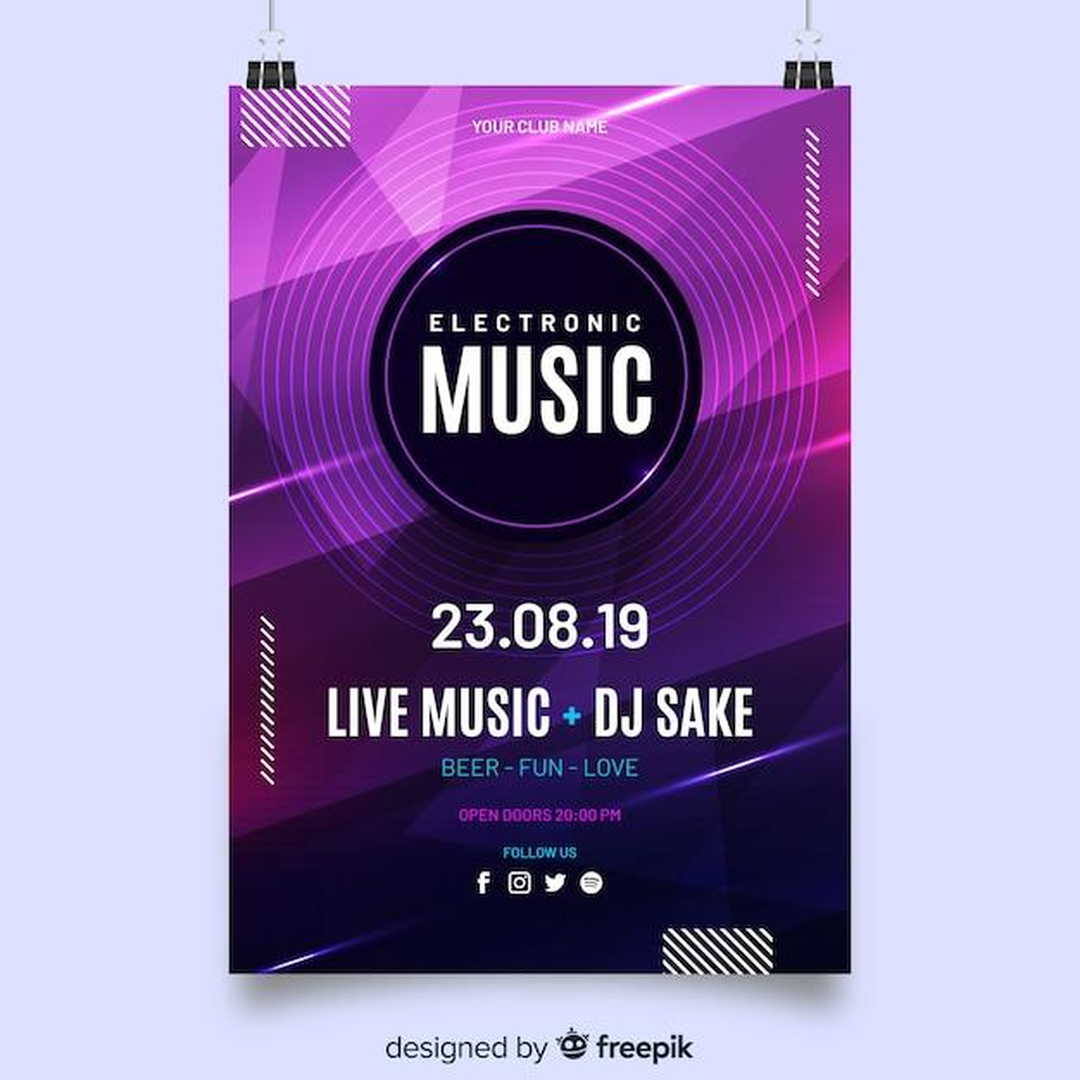 YOUR CLUB NAME
ELECTRONIC
MUSIC
23.08.19
LIVE MUSIC + DJ SAKE
BEER - FUN - LOVE
OPEN DOORS 20:00 PM
FOLLOW US
designed by freepik